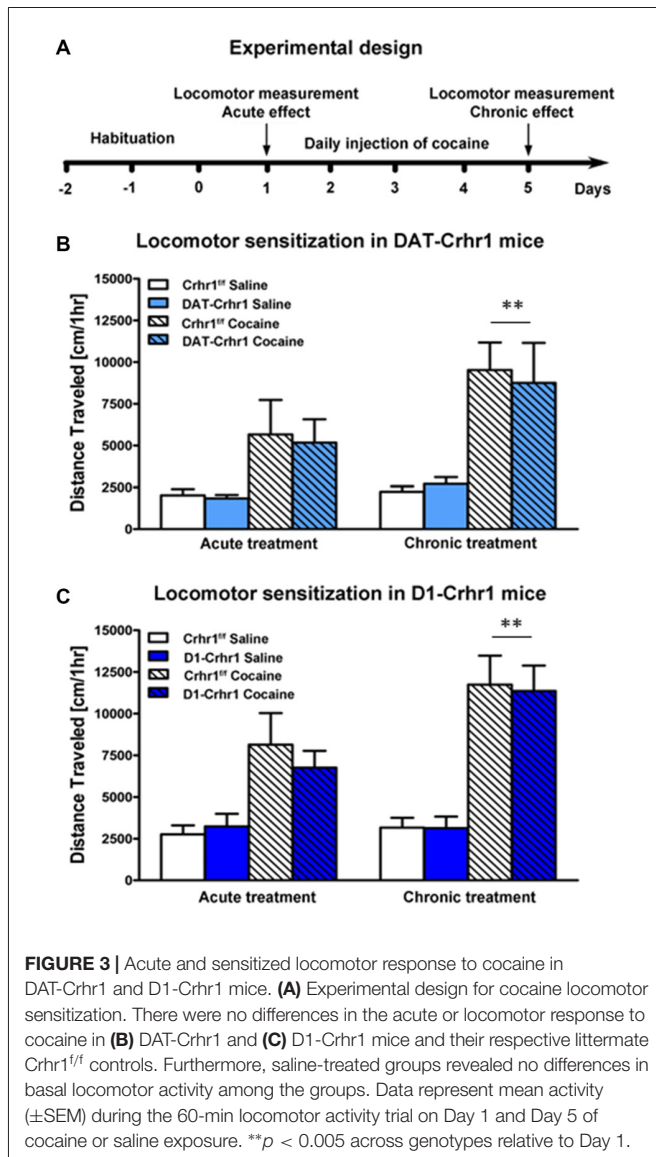 A Experimental design
Locomotor measurement Locomotor measurement
Acute effect Chronic effect
Habituation Daily injection of cocaine
-2 -1 0 1 2 3 4 5 Days
B Locomotor sensitization in DAT-Crhr1 mice
Distance Traveled [cm/1hr]
15000
12500
10000
7500
5000
2500
0
Crhr1f/f Saline
DAT-Crhr1 Saline
Crhr1f/f Cocaine
DAT-Crhr1 Cocaine
**
Acute treatment Chronic treatment
C Locomotor sensitization in D1-Crhr1 mice
Distance Traveled [cm/1hr]
15000
12500
10000
7500
5000
2500
0
Crhr1f/f Saline
D1-Crhr1 Saline
Crhr1f/f Cocaine
D1-Crhr1 Cocaine
**
Acute treatment Chronic treatment
FIGURE 3 | Acute and sensitized locomotor response to cocaine in
DAT-Crhr1 and D1-Crhr1 mice. (A) Experimental design for cocaine locomotor
sensitization. There were no differences in the acute or locomotor response to
cocaine in (B) DAT-Crhr1 and (C) D1-Crhr1 mice and their respective littermate
Crhr1f/f controls. Furthermore, saline-treated groups revealed no differences in
basal locomotor activity among the groups. Data represent mean activity
(±SEM) during the 60-min locomotor activity trial on Day 1 and Day 5 of
cocaine or saline exposure. **p < 0.005 across genotypes relative to Day 1.